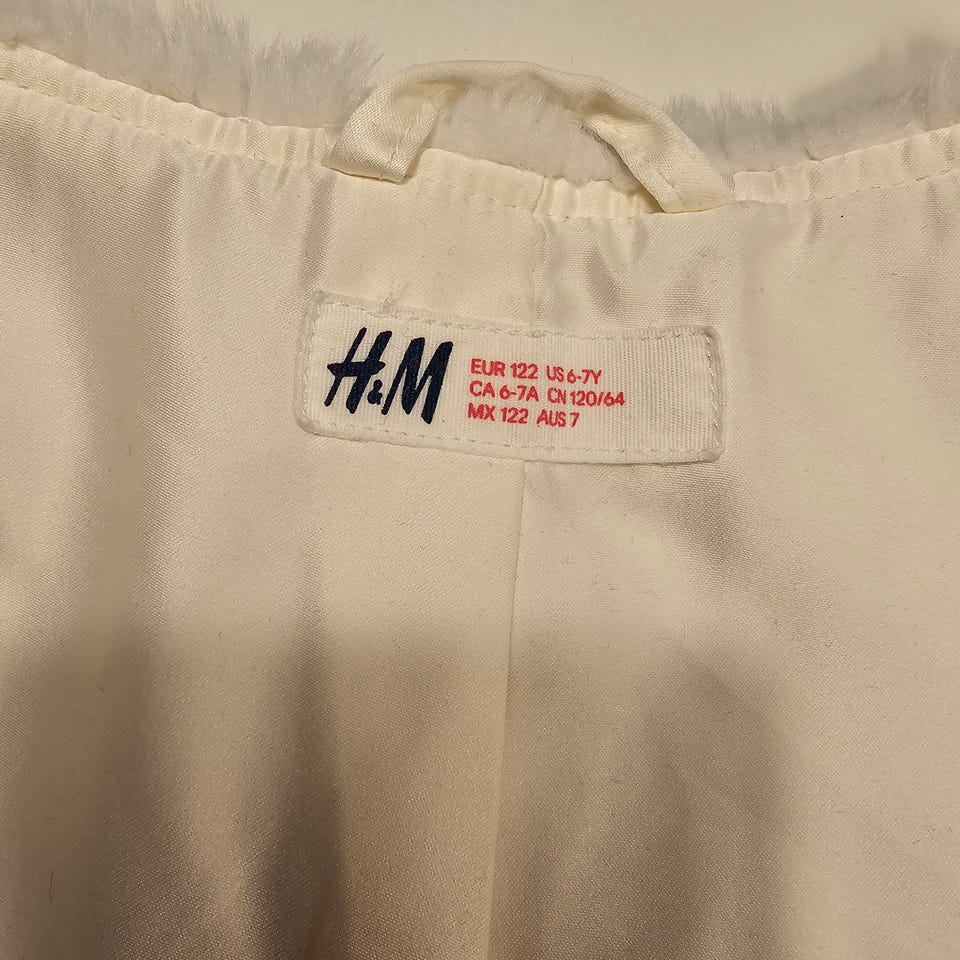 H&M
EUR 122 US 6-7Y
CA 6-7A CN 120/64
MX 122 AUS 7